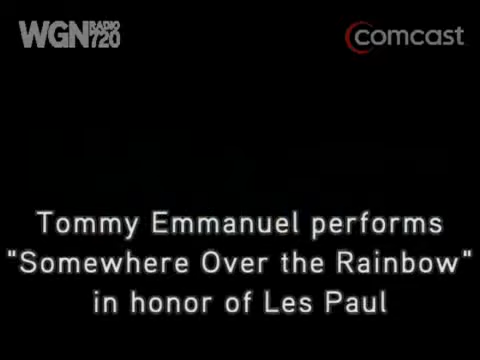 WGN RADIO 720
comcast
Tommy Emmanuel performs
"Somewhere Over the Rainbow"
in honor of Les Paul